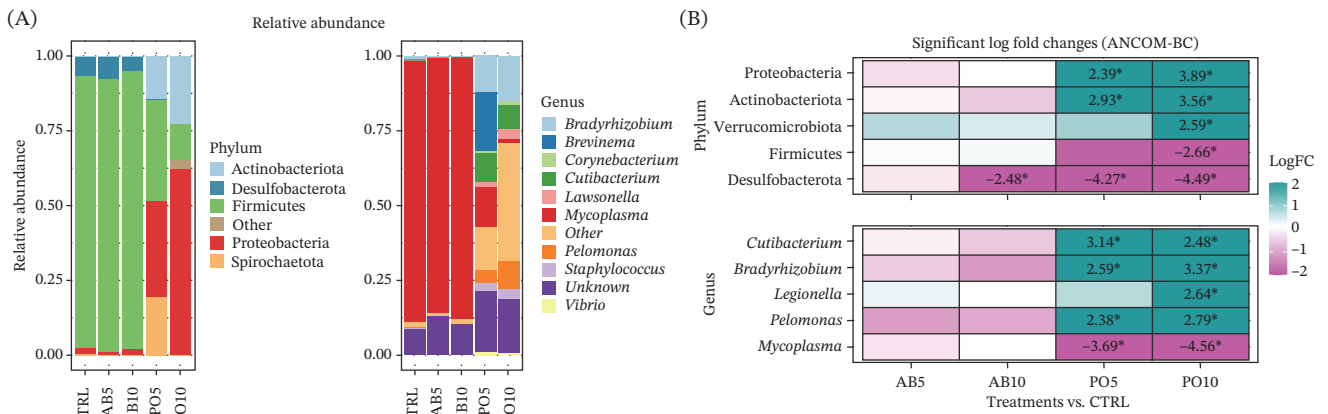 (A)
Relative abundance
Relative abundance
1.00
0.75
0.50
0.25
0.00
TRL
AB5
B10
PO5
O10
Phylum
Actinobacteriota
Desulfobacterota
Firmicutes
Other
Proteobacteria
Spirochaetota
1.00
0.75
0.50
0.25
0.00
TRL
AB5
B10
PO5
O10
Genus
Bradyrhizobium
Brevinema
Corynebacterium
Cutibacterium
Lawsonella
Mycoplasma
Other
Pelomonas
Staphylococcus
Unknown
Vibrio
(B)
Significant log fold changes (ANCOM-BC)
Phylum
Proteobacteria 2.39* 3.89*
Actinobacteriota 2.93* 3.56*
Verrucomicrobiota 2.59*
Firmicutes −2.66*
Desulfobacterota −2.48* −4.27* −4.49*
Genus
Cutibacterium 3.14* 2.48*
Bradyrhizobium 2.59* 3.37*
Legionella 2.64*
Pelomonas 2.38* 2.79*
Mycoplasma −3.69* −4.56*
AB5 AB10 PO5 PO10
Treatments vs. CTRL
LogFC
2
1
0
−1
−2